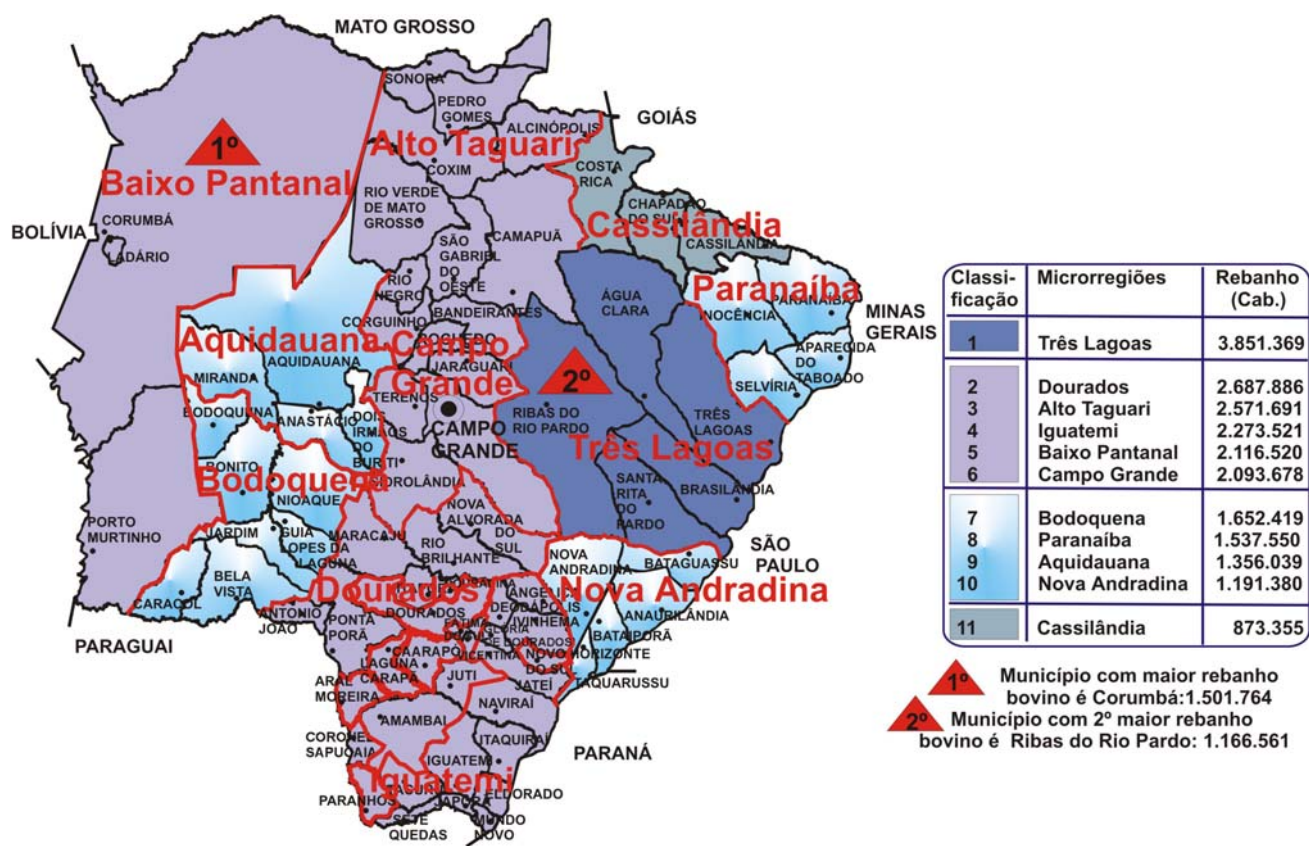 MATO GROSSO
SONORA
PEDRO
GOMES
GOIÁS
ALCINÓPOLIS
Alto Taguari
1º
COXIM
COSTA
RICA
Baixo Pantanal
RIO VERDE
DE MATO
GROSSO
CHAPADÃO
DO SUL
CORUMBÁ
Cassilândia
BOLÍVIA
SÃO
GABRIEL
DO
OESTE
CAMAPUÃ
CASSILÂNDIA
LADÁRIO
RIO
NEGRO
ÁGUA
CLARA
Paranaíba
PARANAÍBA
INOCÊNCIA
MINAS
GERAIS
CORGUINHO
BANDEIRANTES
Aquidauana
AQUIDAUANA
Campo
Grande
JARAGUARI
APARECIDA
DO
TABOADO
MIRANDA
2º
SELVÍRIA
TERENOS
BODOQUENA
ANASTÁCIO
DOIS
IRMÃOS
DO
BURITI
CAMPO
GRANDE
RIBAS DO
RIO PARDO
TRÊS
LAGOAS
Três Lagoas
BONITO
Bodoquena
SIDROLÂNDIA
SANTA
RITA
DO
PARDO
BRASILÂNDIA
NIOAQUE
NOVA
ALVORADA
DO
SUL
PORTO
MURTINHO
JARDIM
GUIA
LOPES DA
LAGUNA
MARACAJU
RIO
BRILHANTE
NOVA
ANDRADINA
BATAGUASSU
SÃO
PAULO
BELA
VISTA
CARACOL
Dourados
Nova Andradina
ANGÉLICA
DEODÁPOLIS
IVINHEMA
ANAURILÂNDIA
ANTONIO
JOÃO
DOURADOS
PONTA
PORÃ
FÁTIMA
GLÓRIA
DE DOURADOS
BATAIPORÃ
PARAGUAI
CAARAPÓ
VICENTINA
NOVO HORIZONTE
DO SUL
LAGUNA
CARAPÃ
TAQUARUSSU
ARAL
MOREIRA
JUTI
JATEÍ
NAVIRAÍ
AMAMBAI
CORONEL
SAPUCAIA
ITAQUIRAÍ
PARANÁ
IGUATEMI
Iguatemi
ELDORADO
PARANHOS
JAPORÃ
SETE
QUEDAS
MUNDO
NOVO
Classi-
ficação Microrregiões Rebanho
(Cab.)
1 Três Lagoas 3.851.369
2 Dourados 2.687.886
3 Alto Taguari 2.571.691
4 Iguatemi 2.273.521
5 Baixo Pantanal 2.116.520
6 Campo Grande 2.093.678
7 Bodoquena 1.652.419
8 Paranaíba 1.537.550
9 Aquidauana 1.356.039
10 Nova Andradina 1.191.380
11 Cassilândia 873.355
1º Município com maior rebanho
bovino é Corumbá:1.501.764
2º Município com 2º maior rebanho
bovino é Ribas do Rio Pardo: 1.166.561